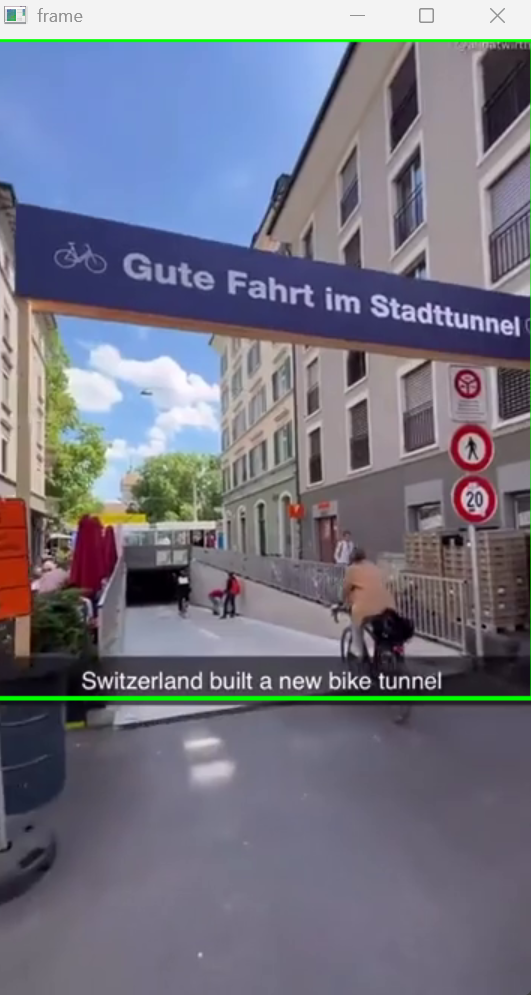 frame
Gute Fahrt im Stadttunnel
20
Switzerland built a new bike tunnel